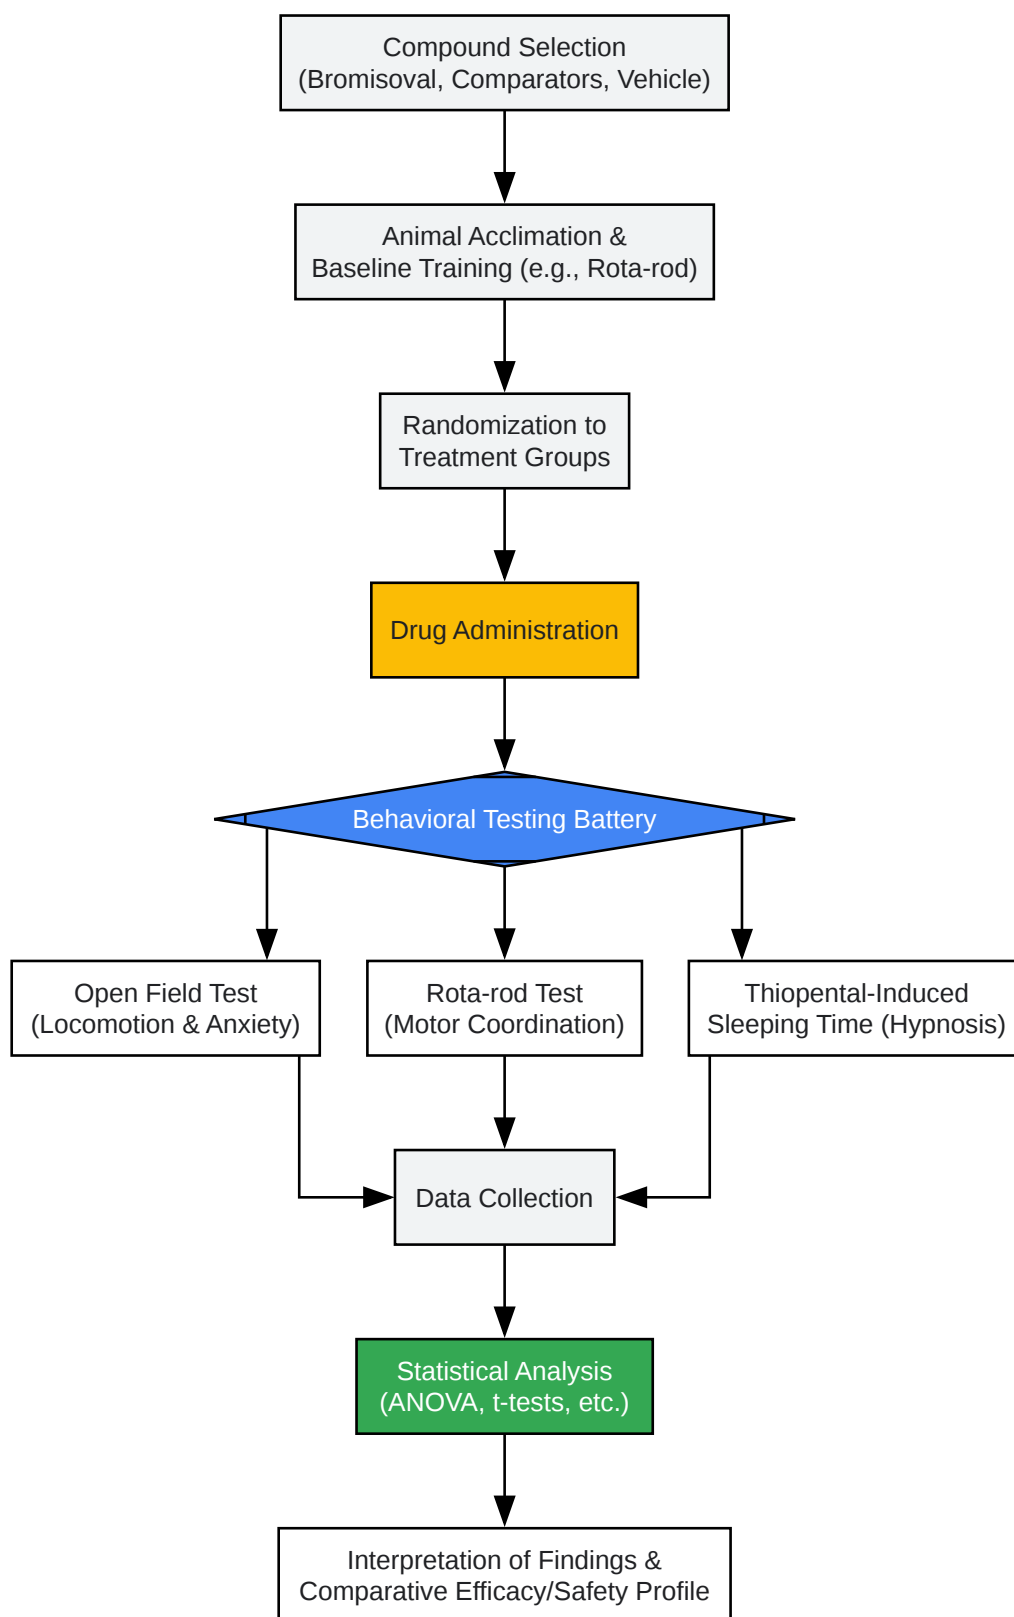 Compound Selection
(Bromisoval, Comparators, Vehicle)
Animal Acclimation &
Baseline Training (e.g., Rota-rod)
Randomization to
Treatment Groups
Drug Administration
Behavioral Testing Battery
Open Field Test
(Locomotion & Anxiety)
Rota-rod Test
(Motor Coordination)
Thiopental-Induced
Sleeping Time (Hypnosis)
Data Collection
Statistical Analysis
(ANOVA, t-tests, etc.)
Interpretation of Findings &
Comparative Efficacy/Safety Profile